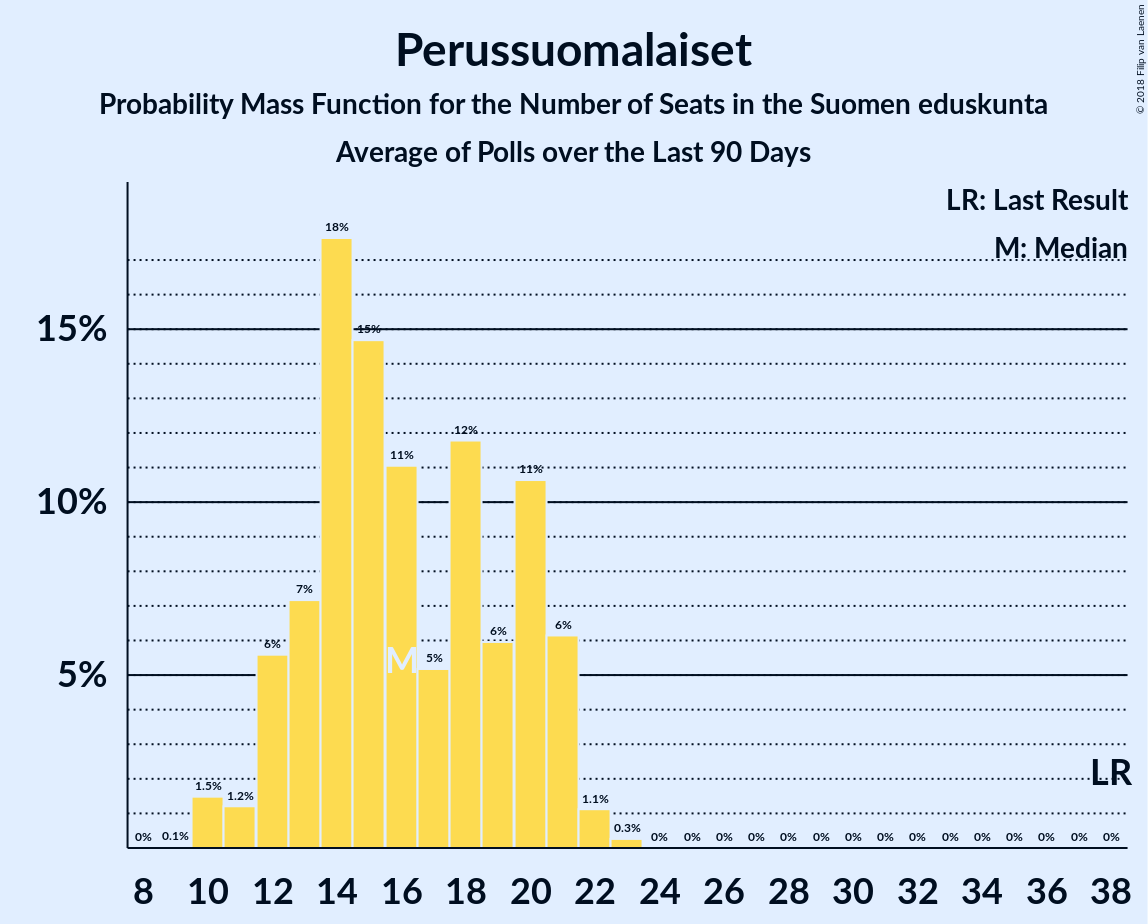 Perussuomalaiset
Probability Mass Function for the Number of Seats in the Suomen eduskunta
Average of Polls over the Last 90 Days
© 2018 Filip van Laenen
LR: Last Result
M: Median
18%
15%
15%
12%
11%
11%
10%
7%
6%
6%
6%
5%
M
5%
LR
1.5%
1.2%
1.1%
0.3%
0% 0.1% 0% 0% 0% 0% 0% 0% 0% 0% 0% 0% 0% 0% 0% 0% 0%
8 10 12 14 16 18 20 22 24 26 28 30 32 34 36 38